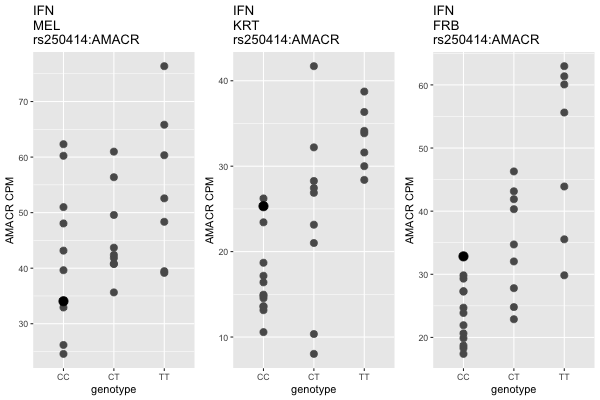 IFN
MEL
rs250414:AMACR
AMACR CPM
70
60
50
40
30
CC CT TT
genotype
IFN
KRT
rs250414:AMACR
AMACR CPM
40
30
20
10
CC CT TT
genotype
IFN
FRB
rs250414:AMACR
AMACR CPM
60
50
40
30
20
CC CT TT
genotype